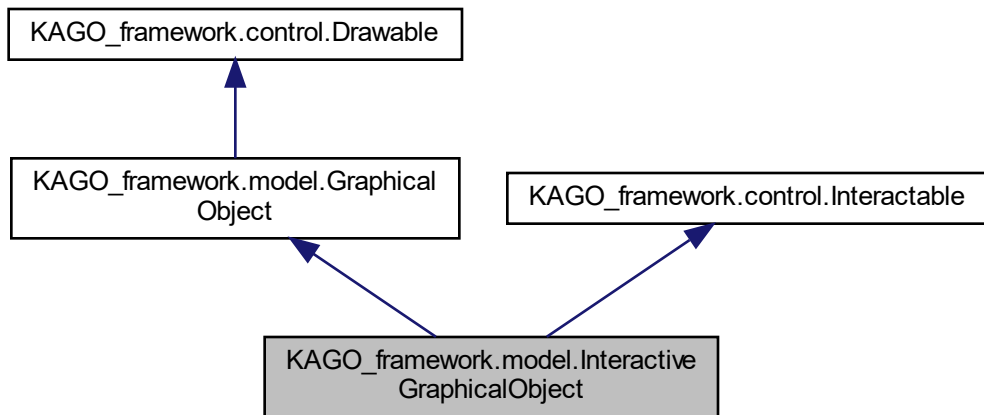 KAGO_framework.control.Drawable
KAGO_framework.model.Graphical
Object
KAGO_framework.control.Interactable
KAGO_framework.model.Interactive
GraphicalObject